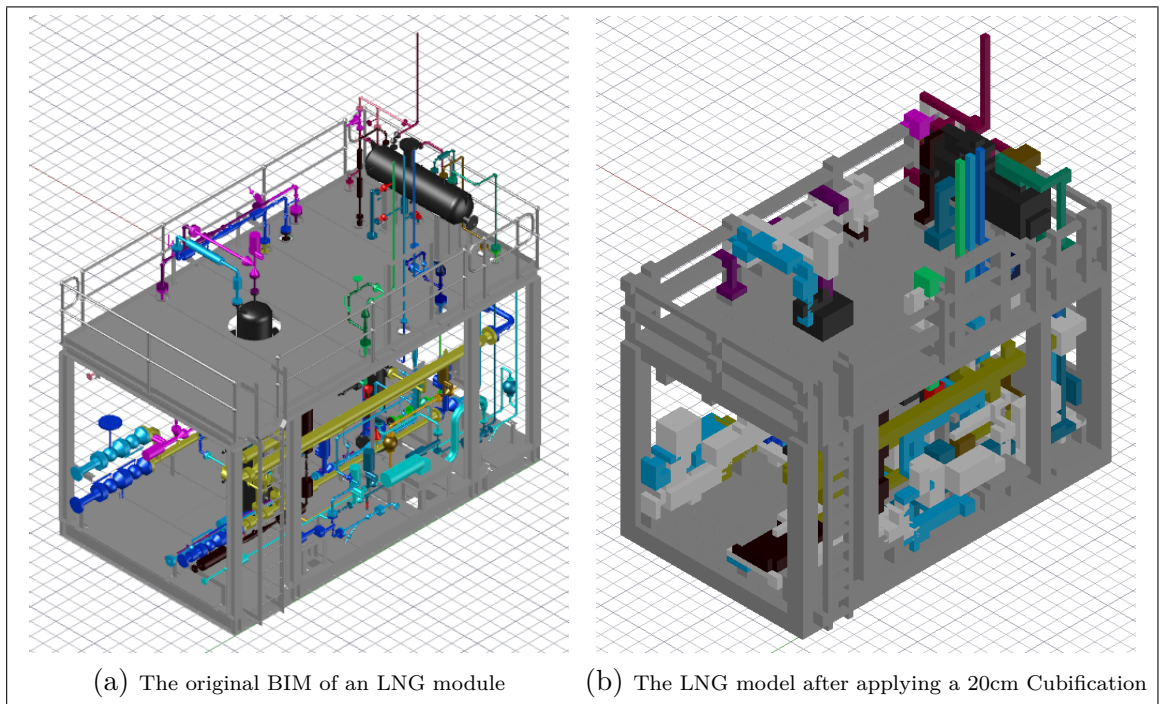 (a) The original BIM of an LNG module
(b) The LNG model after applying a 20cm Cubification